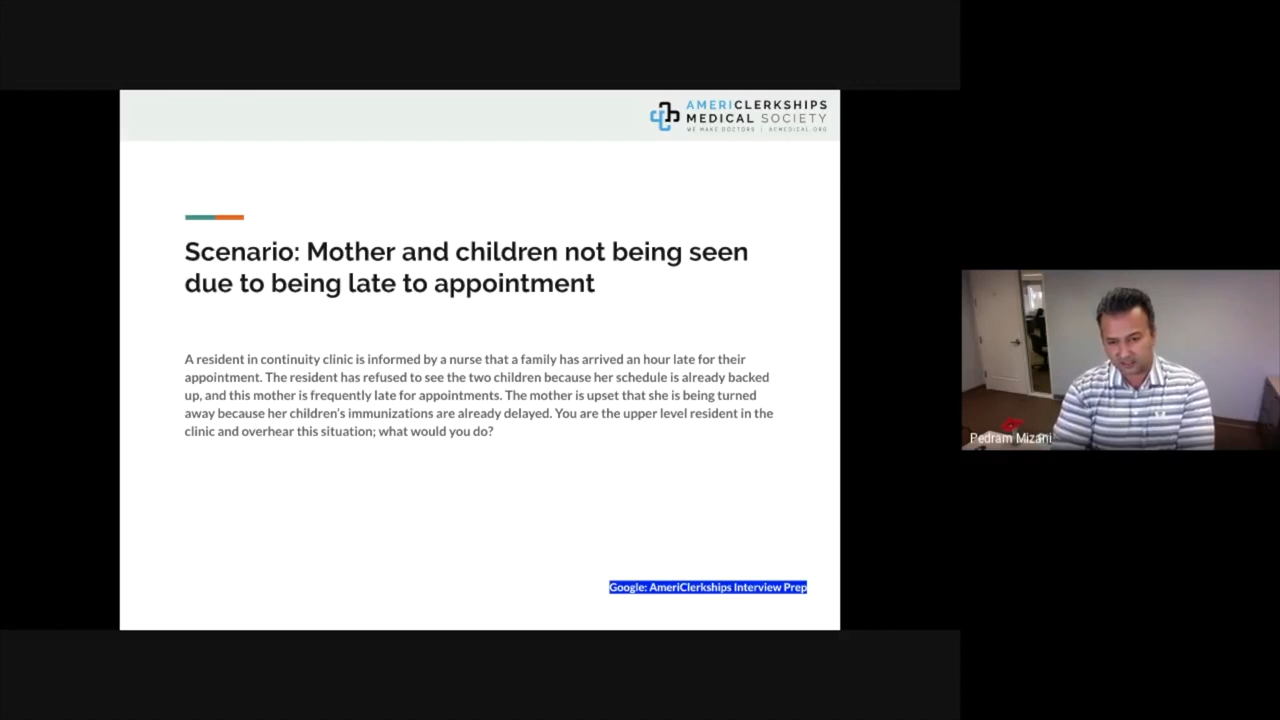 AMERICLERKSHIPS
MEDICAL SOCIETY
WE MAKE DOCTORS | ACMEDICAL.ORG
Scenario: Mother and children not being seen
due to being late to appointment
A resident in continuity clinic is informed by a nurse that a family has arrived an hour late for their
appointment. The resident has refused to see the two children because her schedule is already backed
up, and this mother is frequently late for appointments. The mother is upset that she is being turned
away because her children's immunizations are already delayed. You are the upper level resident in the
clinic and overhear this situation; what would you do?
Google: AmeriClerkships Interview Prep
Pedram Mizani